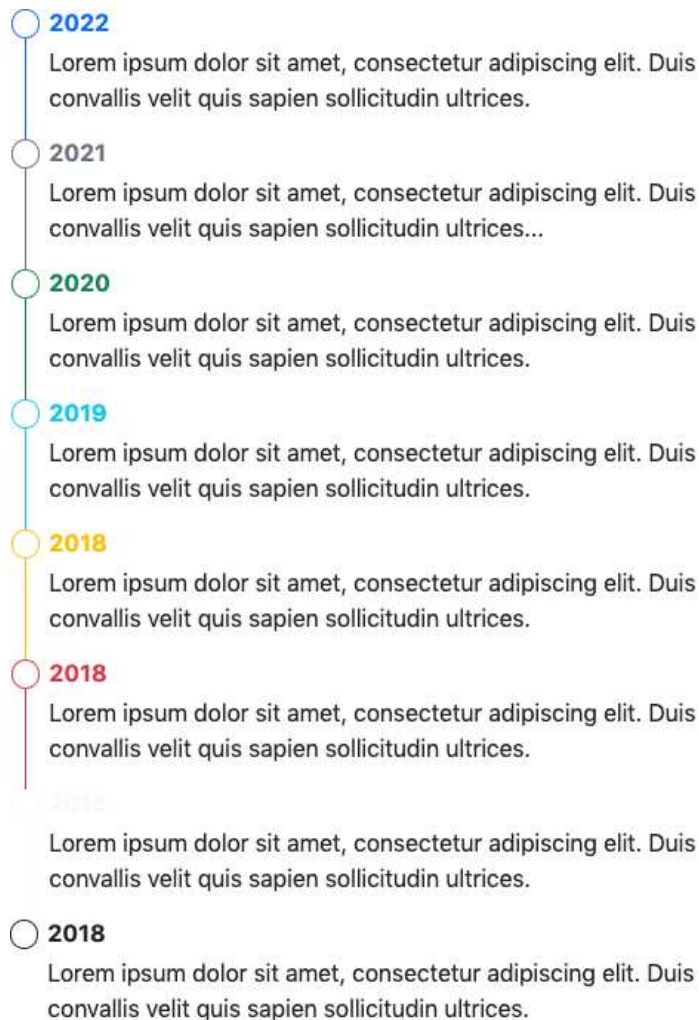 2022
Lorem ipsum dolor sit amet, consectetur adipiscing elit. Duis
convallis velit quis sapien sollicitudin ultrices.
2021
Lorem ipsum dolor sit amet, consectetur adipiscing elit. Duis
convallis velit quis sapien sollicitudin ultrices...
2020
Lorem ipsum dolor sit amet, consectetur adipiscing elit. Duis
convallis velit quis sapien sollicitudin ultrices.
2019
Lorem ipsum dolor sit amet, consectetur adipiscing elit. Duis
convallis velit quis sapien sollicitudin ultrices.
2018
Lorem ipsum dolor sit amet, consectetur adipiscing elit. Duis
convallis velit quis sapien sollicitudin ultrices.
2018
Lorem ipsum dolor sit amet, consectetur adipiscing elit. Duis
convallis velit quis sapien sollicitudin ultrices.
2018
Lorem ipsum dolor sit amet, consectetur adipiscing elit. Duis
convallis velit quis sapien sollicitudin ultrices.
2018
Lorem ipsum dolor sit amet, consectetur adipiscing elit. Duis
convallis velit quis sapien sollicitudin ultrices.